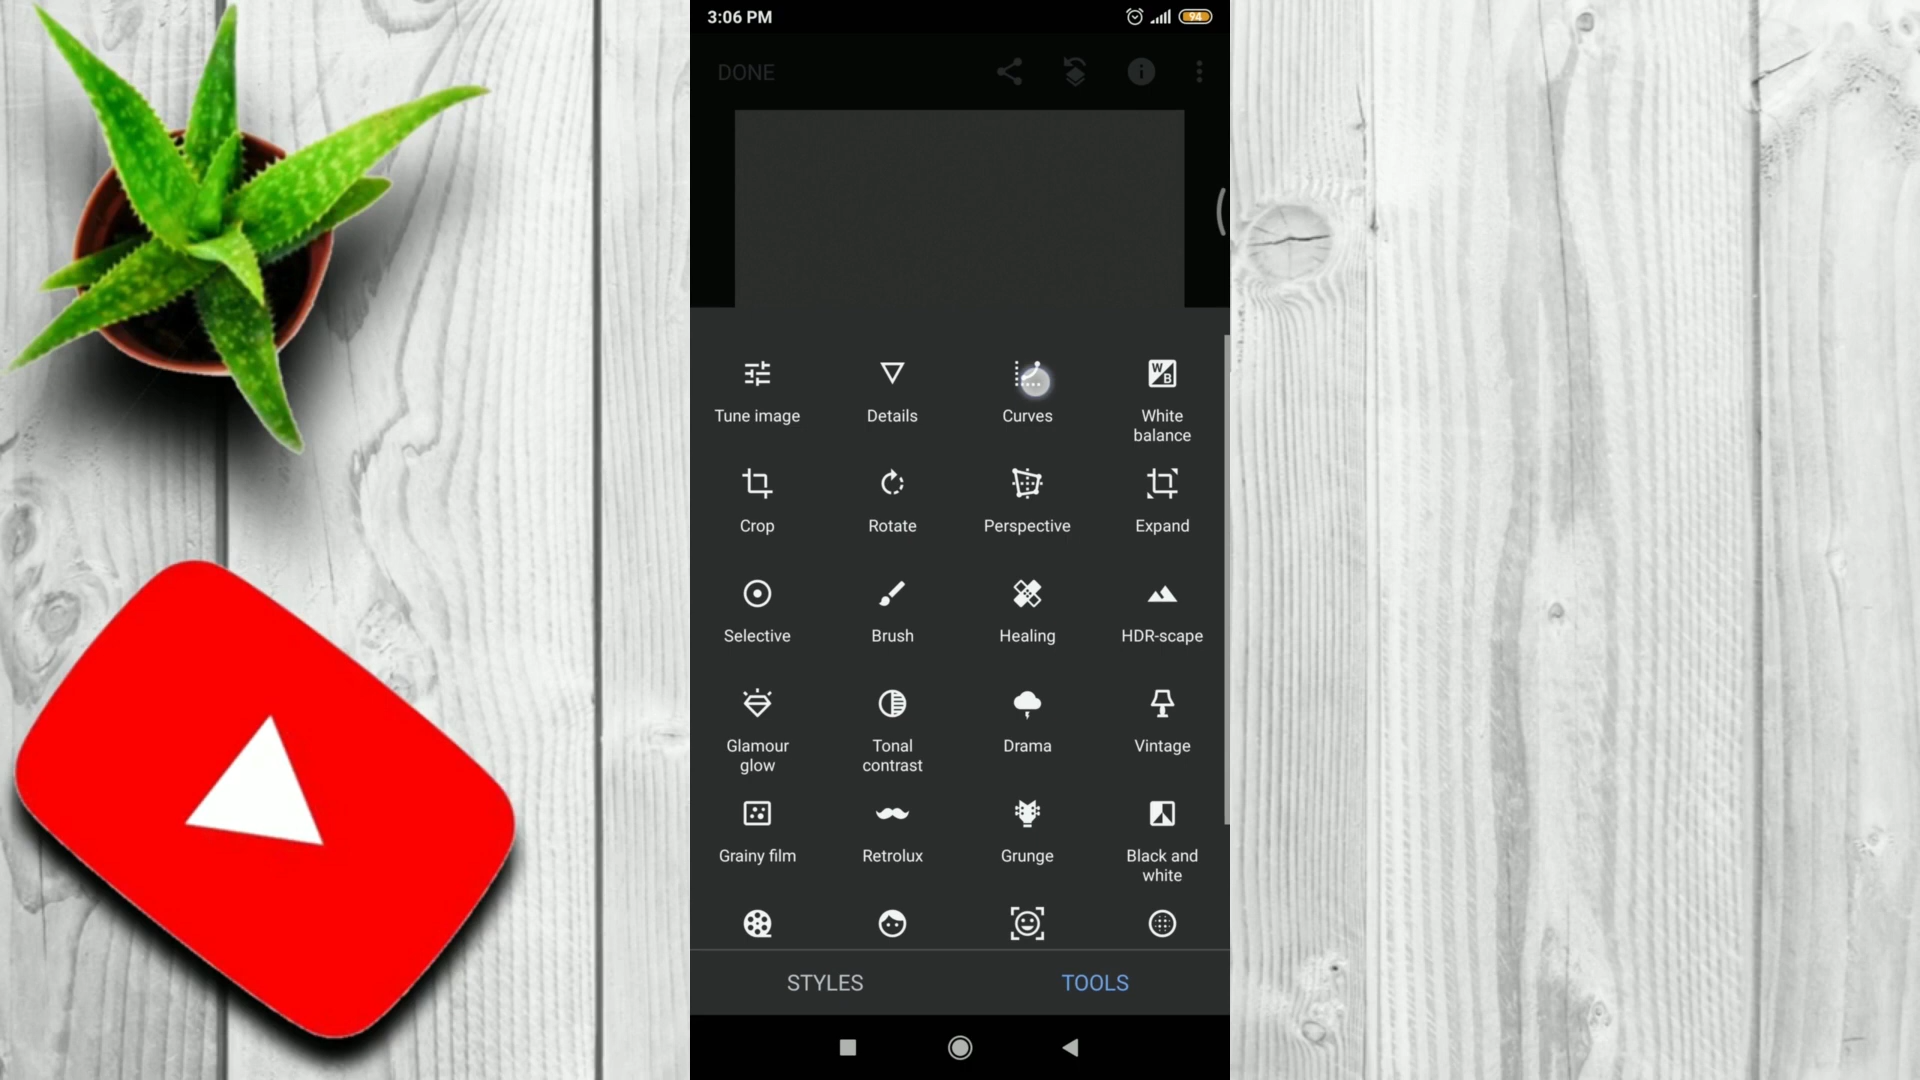 3:06 PM
94
DONE
Tune image
Details
Curves
White
balance
Crop
Rotate
Perspective
Expand
Selective
Brush
Healing
HDR-scape
Glamour
glow
Tonal
contrast
Drama
Vintage
Grainy film
Retrolux
Grunge
Black and
white
STYLES
TOOLS